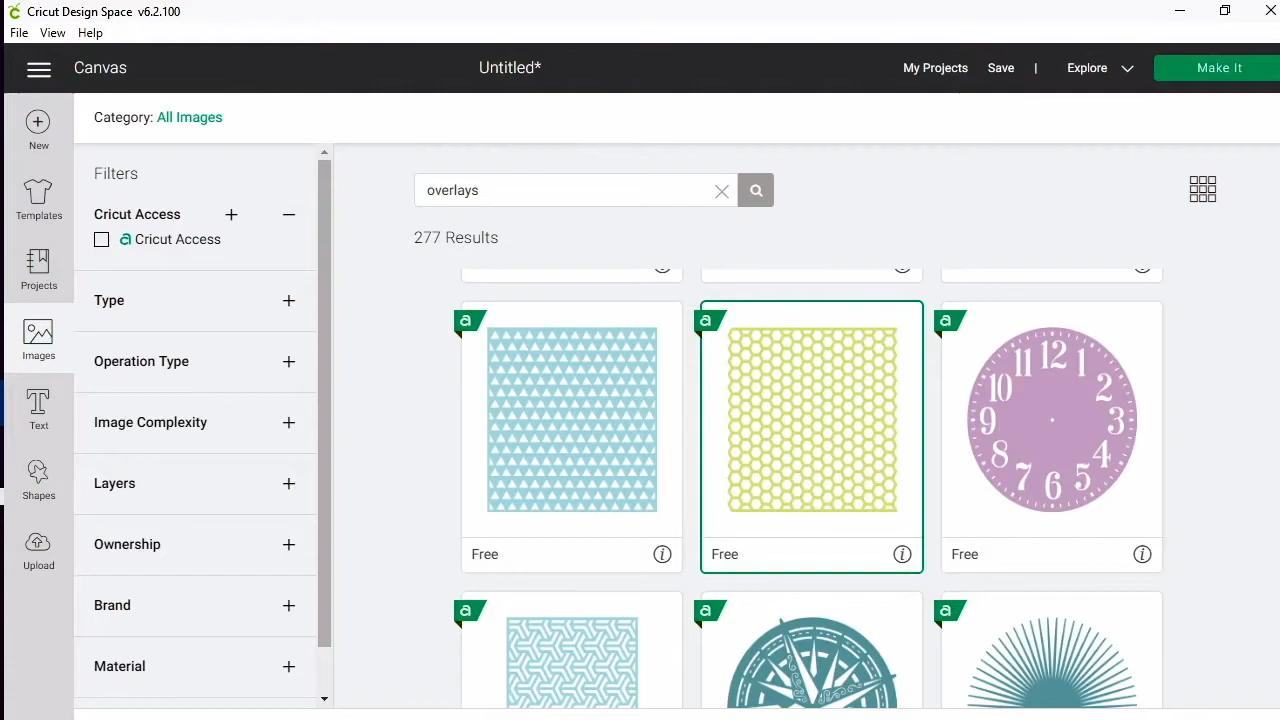 Cricut Design Space v6.2.100
File View Help
Canvas
Untitled*
My Projects Save | Explore
Make It
New
Templates
Projects
Images
Text
Shapes
Upload
Category: All Images
Filters
Cricut Access
a Cricut Access
Type
Operation Type
Image Complexity
Layers
Ownership
Brand
Material
overlays
277 Results
a
a
a
12
1
2
3
4
5
6
7
8
9
10
11
Free
Free
Free
a
a
a